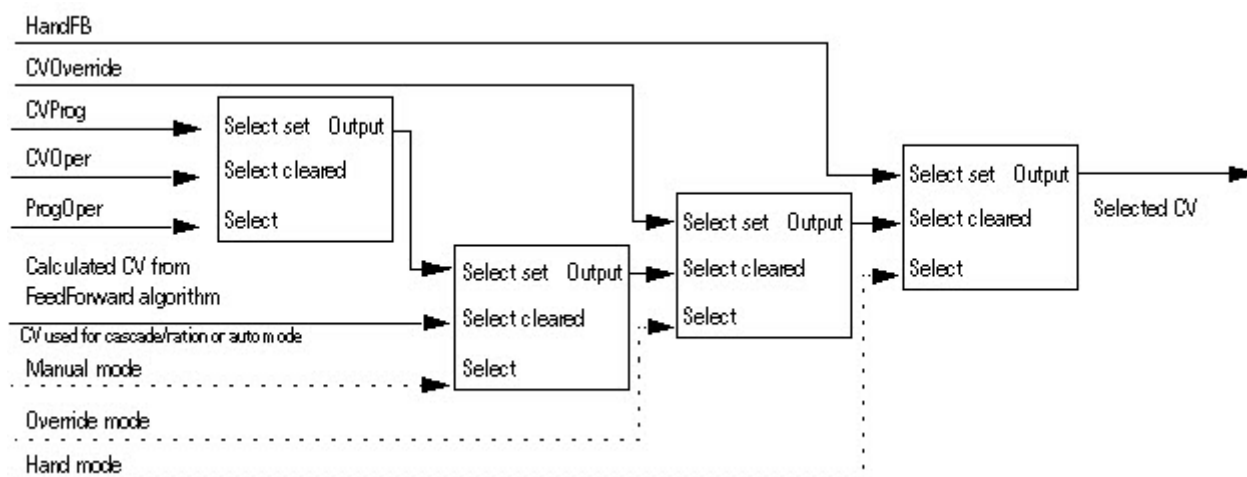 HandFB
CVOverride
CVProg
Select set Output
CVOper
Select cleared
ProgOper
Select
Calculated CV from
FeedForward algorithm
CV used for cascade/ration or auto mode
Manual mode
Override mode
Hand mode
Select set Output
Select cleared
Select
Select set Output
Select cleared
Select
Select set Output
Select cleared
Select
Selected CV